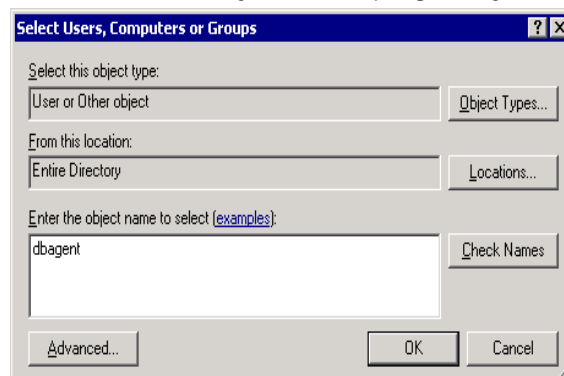 Select Users, Computers or Groups
Select this object type:
User or Other object
Object Types...
From this location:
Entire Directory
Locations...
Enter the object name to select (examples):
dbagent
Check Names
Advanced...
OK
Cancel